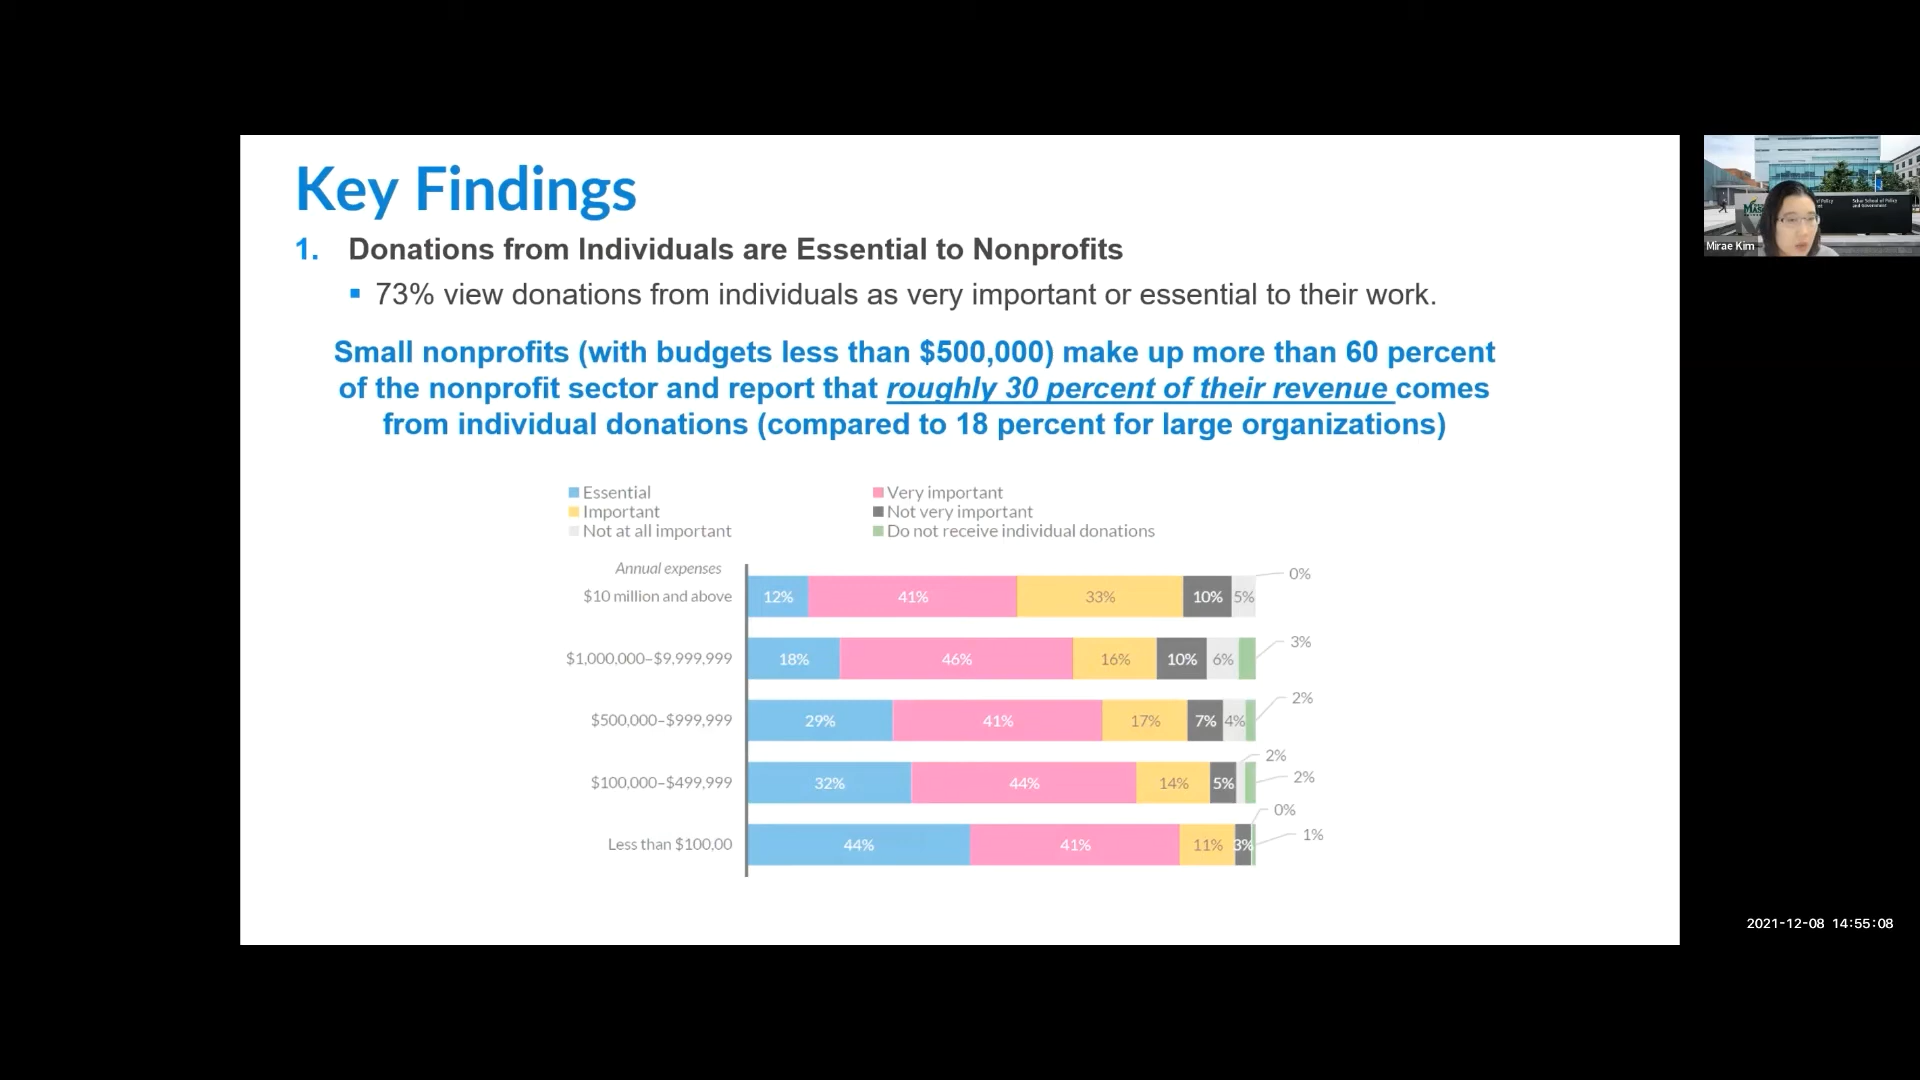 Key Findings
1. Donations from Individuals are Essential to Nonprofits
▪ 73% view donations from individuals as very important or essential to their work.
Small nonprofits (with budgets less than $500,000) make up more than 60 percent
of the nonprofit sector and report that roughly 30 percent of their revenue comes
from individual donations (compared to 18 percent for large organizations)
Essential Very important
Important Not very important
Not at all important Do not receive individual donations
Annual expenses
$10 million and above 12% 41% 33% 10% 5% 0%
$1,000,000–$9,999,999 18% 46% 16% 10% 6% 3%
$500,000–$999,999 29% 41% 17% 7% 4% 2%
$100,000–$499,999 32% 44% 14% 5% 2% 2%
Less than $100,00 44% 41% 11% 3% 0% 1%
Mirae Kim
2021-12-08 14:55:08